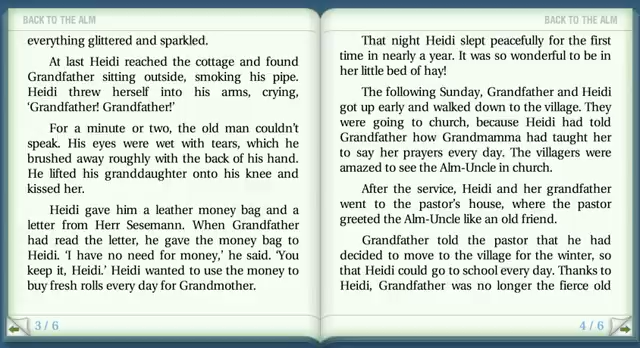 BACK TO THE ALM
everything glittered and sparkled.
At last Heidi reached the cottage and found
Grandfather sitting outside, smoking his pipe.
Heidi threw herself into his arms, crying,
‘Grandfather! Grandfather!’
For a minute or two, the old man couldn’t
speak. His eyes were wet with tears, which he
brushed away roughly with the back of his hand.
He lifted his granddaughter onto his knee and
kissed her.
Heidi gave him a leather money bag and a
letter from Herr Sesemann. When Grandfather
had read the letter, he gave the money bag to
Heidi. ‘I have no need for money,’ he said. ‘You
keep it, Heidi.’ Heidi wanted to use the money to
buy fresh rolls every day for Grandmother.
3 / 6
BACK TO THE ALM
That night Heidi slept peacefully for the first
time in nearly a year. It was so wonderful to be in
her little bed of hay!
The following Sunday, Grandfather and Heidi
got up early and walked down to the village. They
were going to church, because Heidi had told
Grandfather how Grandmamma had taught her
to say her prayers every day. The villagers were
amazed to see the Alm-Uncle in church.
After the service, Heidi and her grandfather
went to the pastor’s house, where the pastor
greeted the Alm-Uncle like an old friend.
Grandfather told the pastor that he had
decided to move to the village for the winter, so
that Heidi could go to school every day. Thanks to
Heidi, Grandfather was no longer the fierce old
4 / 6